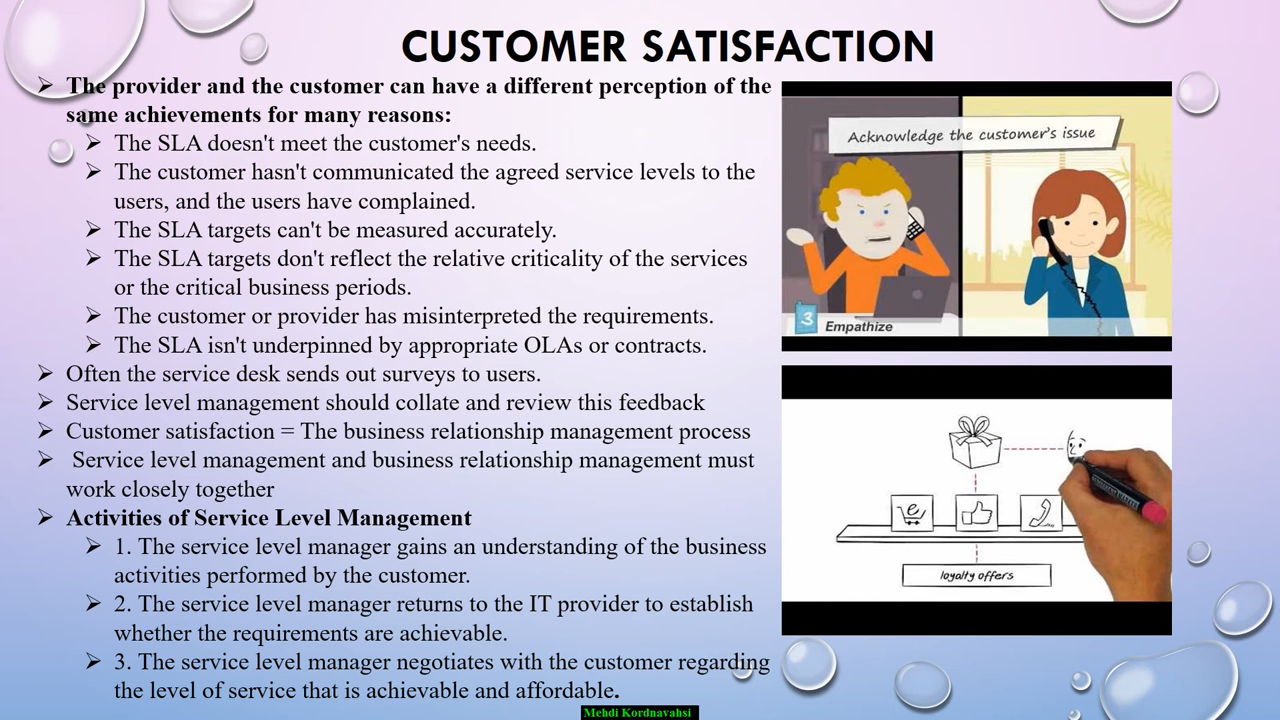 CUSTOMER SATISFACTION
➢ The provider and the customer can have a different perception of the
same achievements for many reasons:
➢ The SLA doesn't meet the customer's needs.
➢ The customer hasn't communicated the agreed service levels to the
users, and the users have complained.
➢ The SLA targets can't be measured accurately.
➢ The SLA targets don't reflect the relative criticality of the services
or the critical business periods.
➢ The customer or provider has misinterpreted the requirements.
➢ The SLA isn't underpinned by appropriate OLAs or contracts.
➢ Often the service desk sends out surveys to users.
➢ Service level management should collate and review this feedback
➢ Customer satisfaction = The business relationship management process
➢ Service level management and business relationship management must
work closely together
➢ Activities of Service Level Management
➢ 1. The service level manager gains an understanding of the business
activities performed by the customer.
➢ 2. The service level manager returns to the IT provider to establish
whether the requirements are achievable.
➢ 3. The service level manager negotiates with the customer regarding
the level of service that is achievable and affordable.
Acknowledge the customer's issue
3 Empathize
e
loyalty offers
Mehdi Kordnavahsi